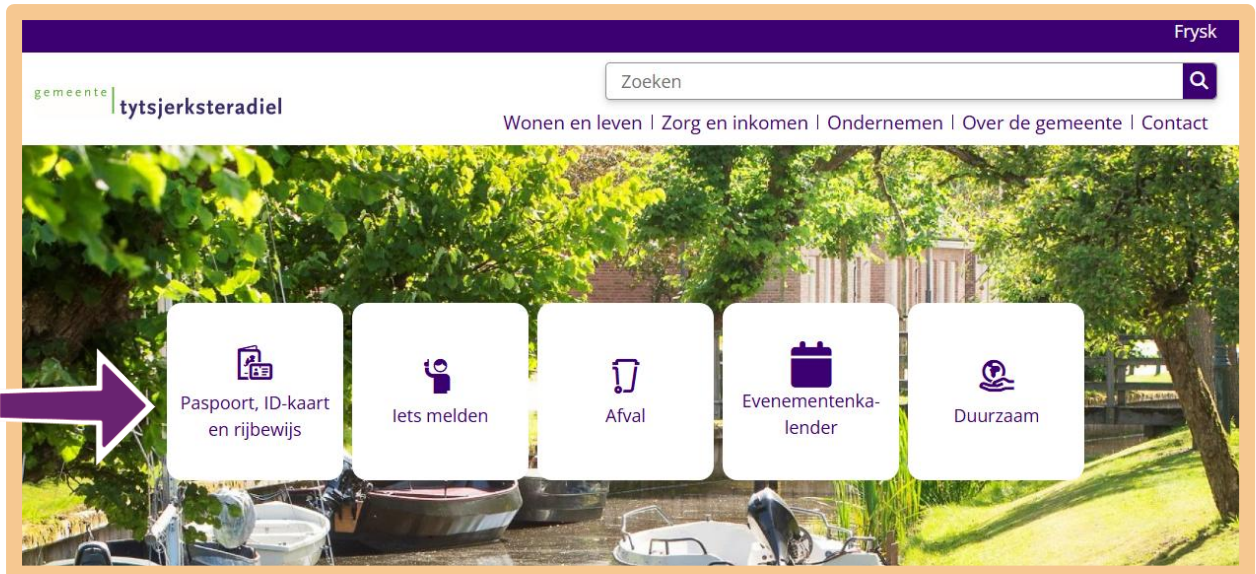 Frysk
Zoeken
gemeente
tytsjerksteradiel
Wonen en leven | Zorg en inkomen | Ondernemen | Over de gemeente | Contact
Paspoort, ID-kaart
en rijbewijs
Iets melden
Afval
Evenementenka-
lender
Duurzaam